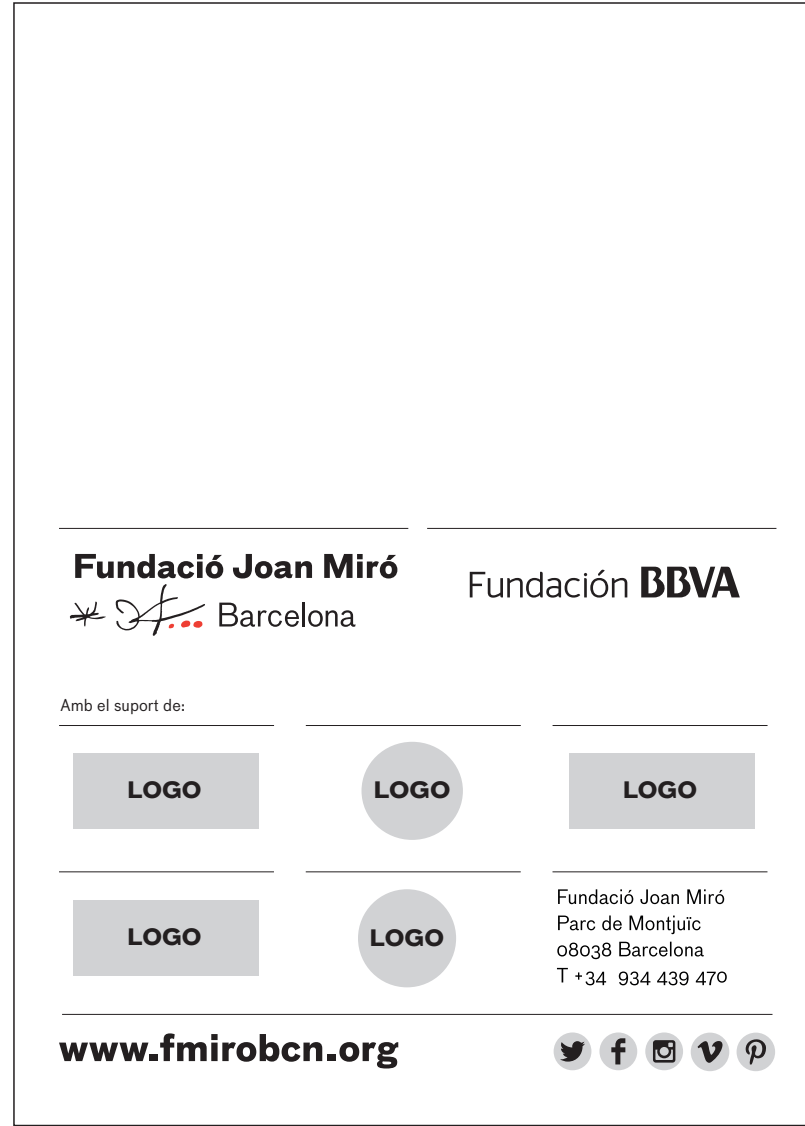 Fundació Joan Miró
Barcelona
Fundación BBVA
Amb el suport de:
LOGO
LOGO
LOGO
LOGO
LOGO
Fundació Joan Miró
Parc de Montjuïc
08038 Barcelona
T +34 934 439 470
www.fmirobcn.org